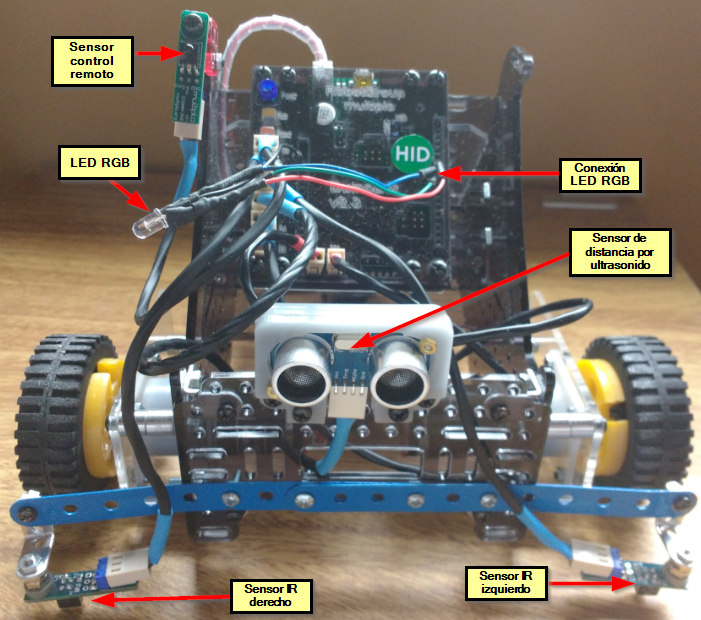 Sensor
control
remoto
LED RGB
HID
Conexión
LED RGB
Sensor de
distancia por
ultrasonido
Sensor IR
derecho
Sensor IR
izquierdo